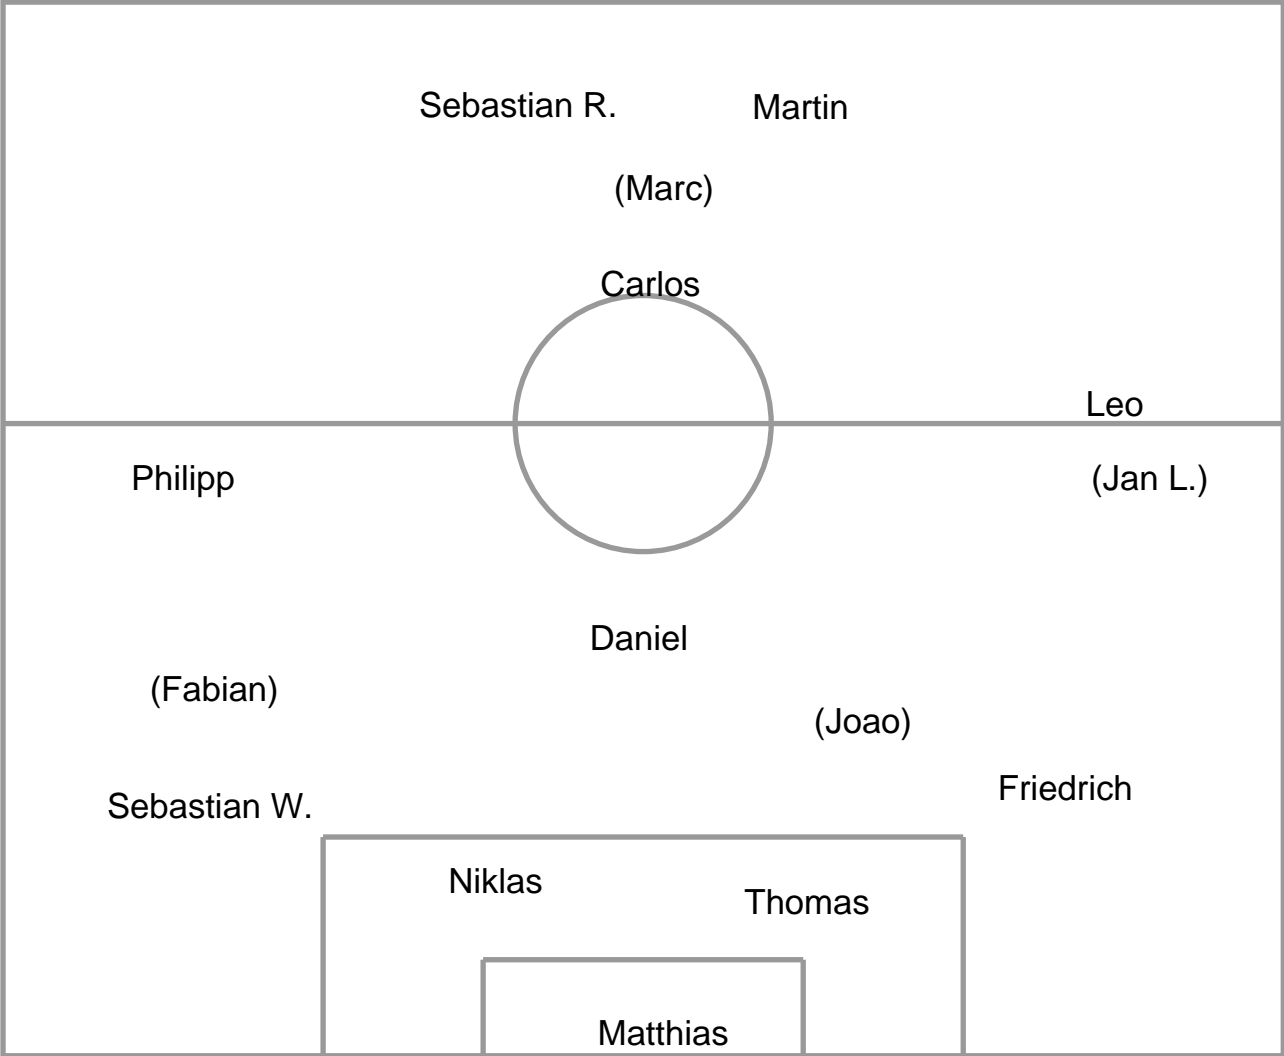 Sebastian R.
Martin
(Marc)
Carlos
Leo
Philipp
(Jan L.)
Daniel
(Fabian)
(Joao)
Friedrich
Sebastian W.
Niklas
Thomas
Matthias